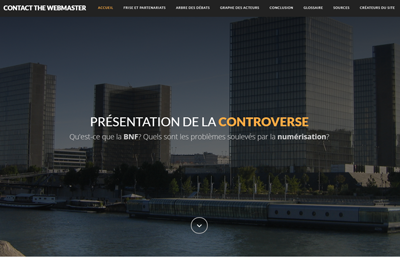 CONTACT THE WEBMASTER
ACCUEIL FRISE ET PARTENARIATS ARBRE DES DÉBATS GRAPHE DES ACTEURS CONCLUSION GLOSSAIRE SOURCES CRÉATEURS DU SITE
PRÉSENTATION DE LA CONTROVERSE
Qu'est-ce que la BNF? Quels sont les problèmes soulevés par la numérisation?